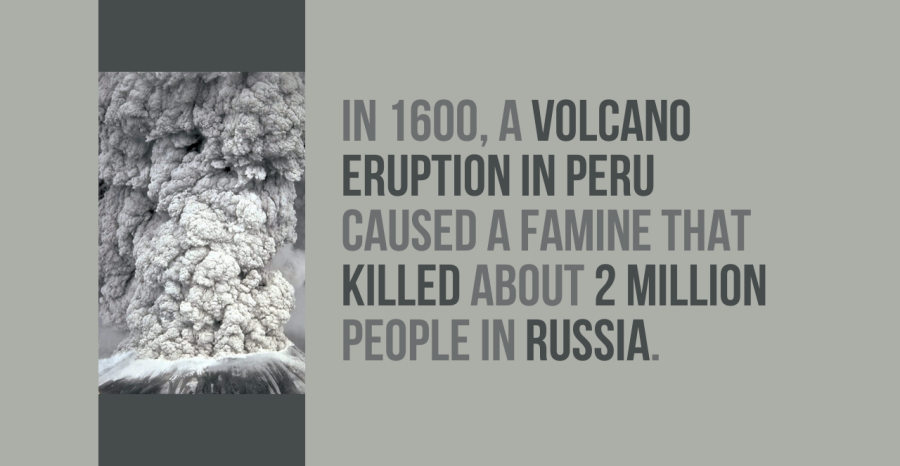 IN 1600, A VOLCANO
ERUPTION IN PERU
CAUSED A FAMINE THAT
KILLED ABOUT 2 MILLION
PEOPLE IN RUSSIA.